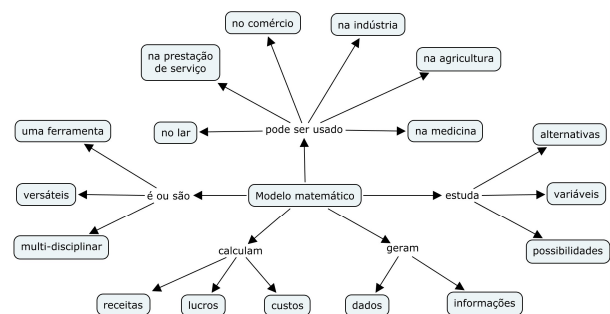 no comércio
na indústria
na prestação
de serviço
na agricultura
uma ferramenta
no lar
pode ser usado
na medicina
alternativas
versáteis
é ou são
Modelo matemático
estuda
variáveis
multi-disciplinar
calculam
geram
possibilidades
receitas
lucros
custos
dados
informações